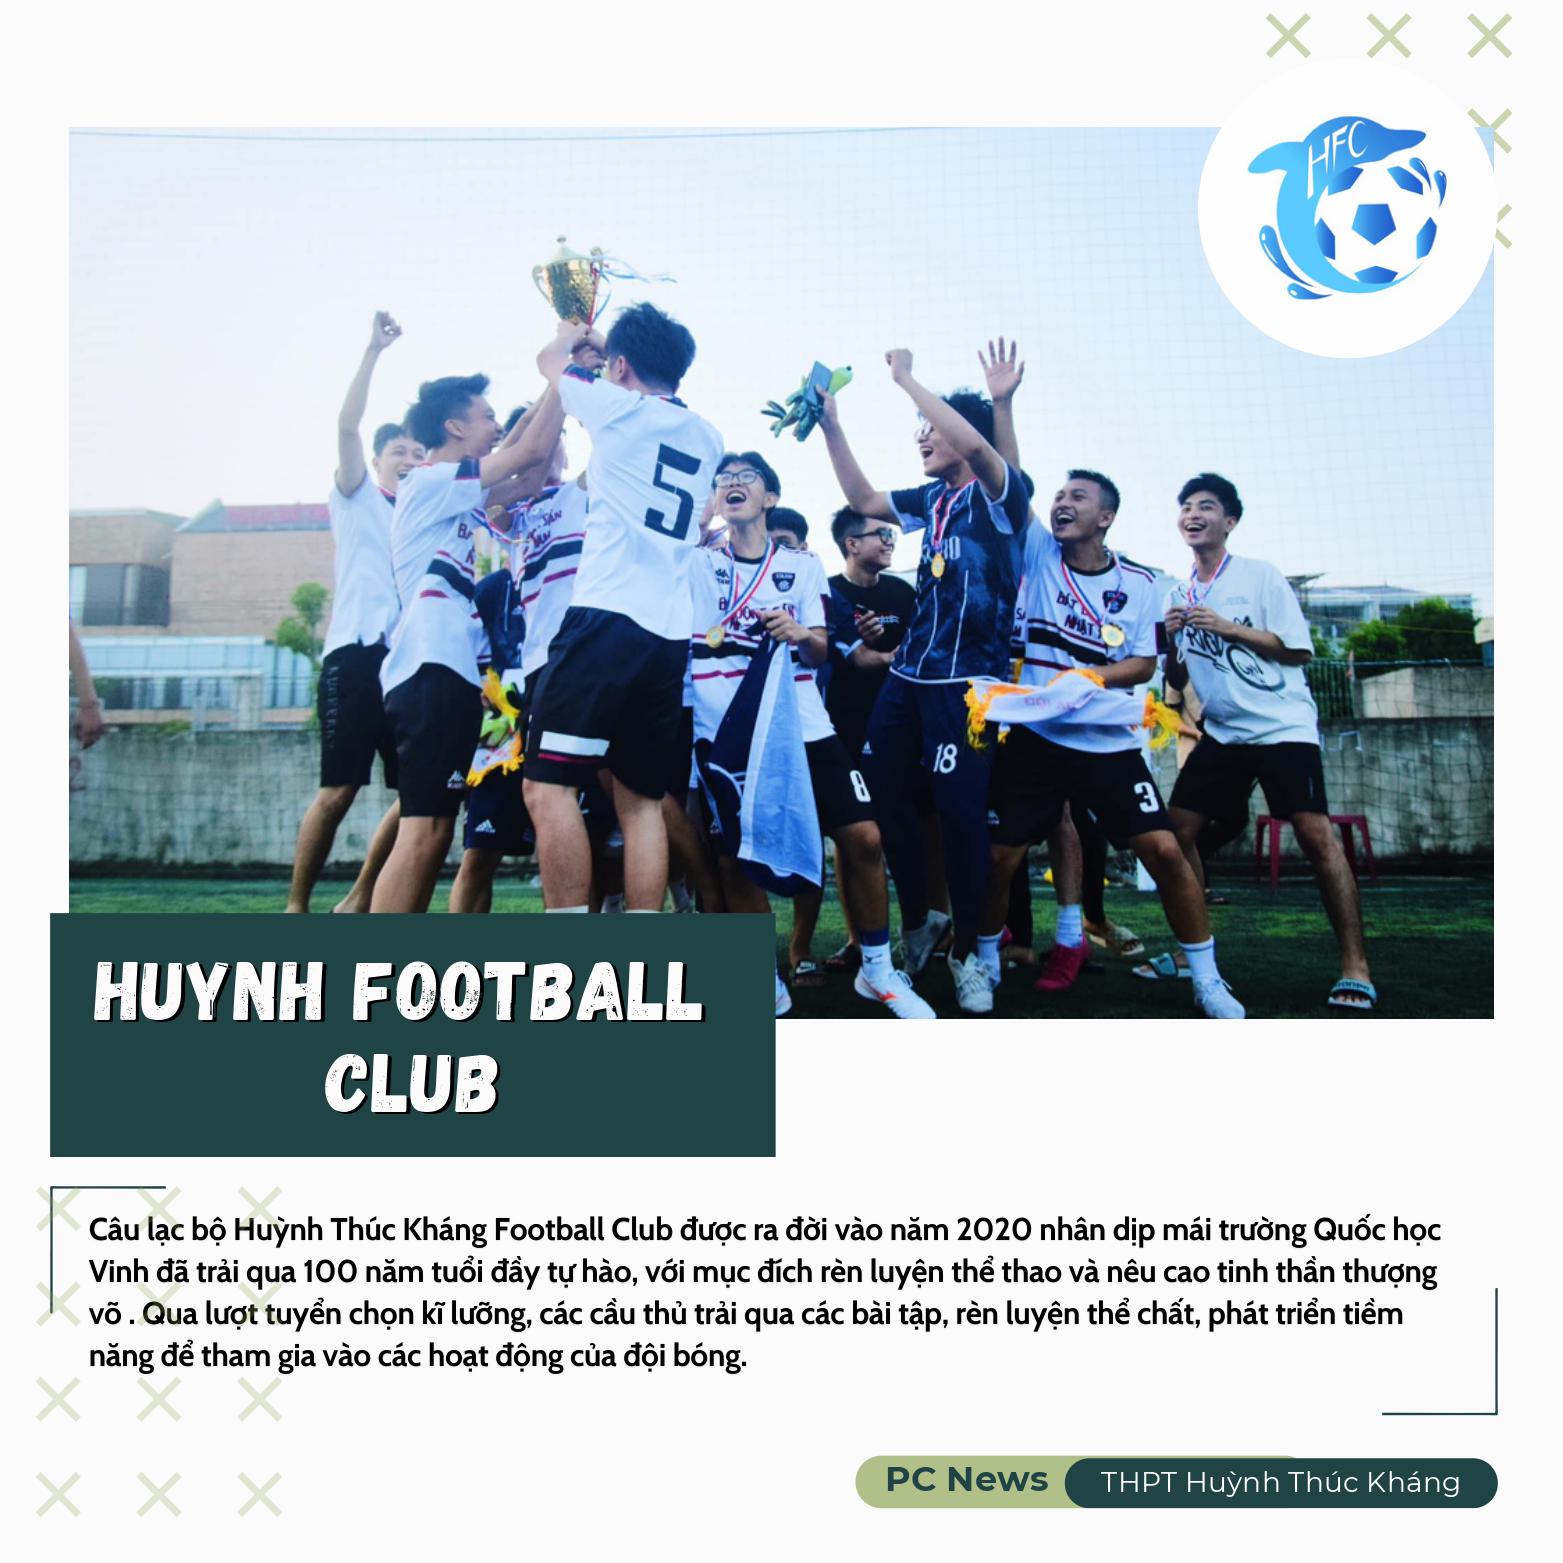 HFC
5
18
8
3
HUYNH FOOTBALL
CLUB
Câu lạc bộ Huỳnh Thúc Kháng Football Club được ra đời vào năm 2020 nhân dịp mái trường Quốc học
Vinh đã trải qua 100 năm tuổi đầy tự hào, với mục đích rèn luyện thể thao và nêu cao tinh thần thượng
võ . Qua lượt tuyển chọn kĩ lưỡng, các cầu thủ trải qua các bài tập, rèn luyện thể chất, phát triển tiềm
năng để tham gia vào các hoạt động của đội bóng.
PC News
THPT Huỳnh Thúc Kháng